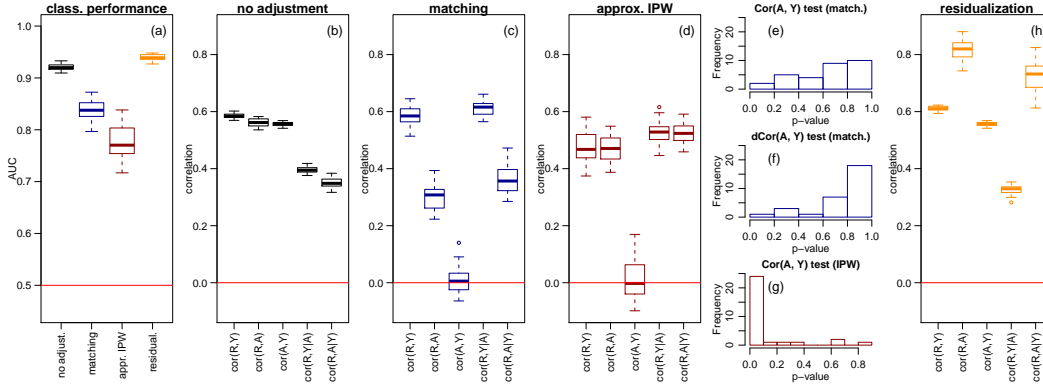 class. performance
(a)
AUC
0.5
0.6
0.7
0.8
0.9
1.0
no adjust.
matching
appr. IPW
residual.
no adjustment
(b)
correlation
0.0
0.2
0.4
0.6
0.8
cor(R,Y)
cor(R,A)
cor(A,Y)
cor(R,Y|A)
cor(R,A|Y)
matching
(c)
correlation
0.0
0.2
0.4
0.6
0.8
cor(R,Y)
cor(R,A)
cor(A,Y)
cor(R,Y|A)
cor(R,A|Y)
approx. IPW
(d)
correlation
0.0
0.2
0.4
0.6
0.8
cor(R,Y)
cor(R,A)
cor(A,Y)
cor(R,Y|A)
cor(R,A|Y)
Cor(A, Y) test (match.)
(e)
Frequency
0
10
20
0.0 0.2 0.4 0.6 0.8 1.0
p−value
dCor(A, Y) test (match.)
(f)
Frequency
0
10
20
0.0 0.2 0.4 0.6 0.8 1.0
p−value
Cor(A, Y) test (IPW)
(g)
Frequency
0
10
20
0.0 0.2 0.4 0.6 0.8
p−value
residualization
(h)
correlation
0.0
0.2
0.4
0.6
0.8
cor(R,Y)
cor(R,A)
cor(A,Y)
cor(R,Y|A)
cor(R,A|Y)